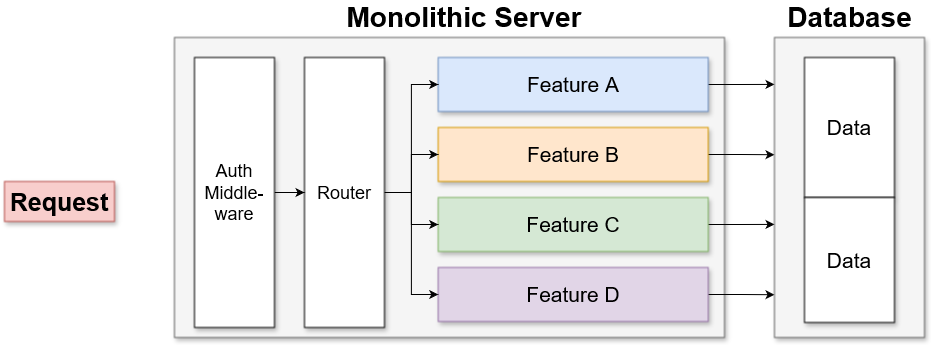 Monolithic Server
Database
Request
Auth
Middle-
ware
Router
Feature A
Feature B
Feature C
Feature D
Data
Data